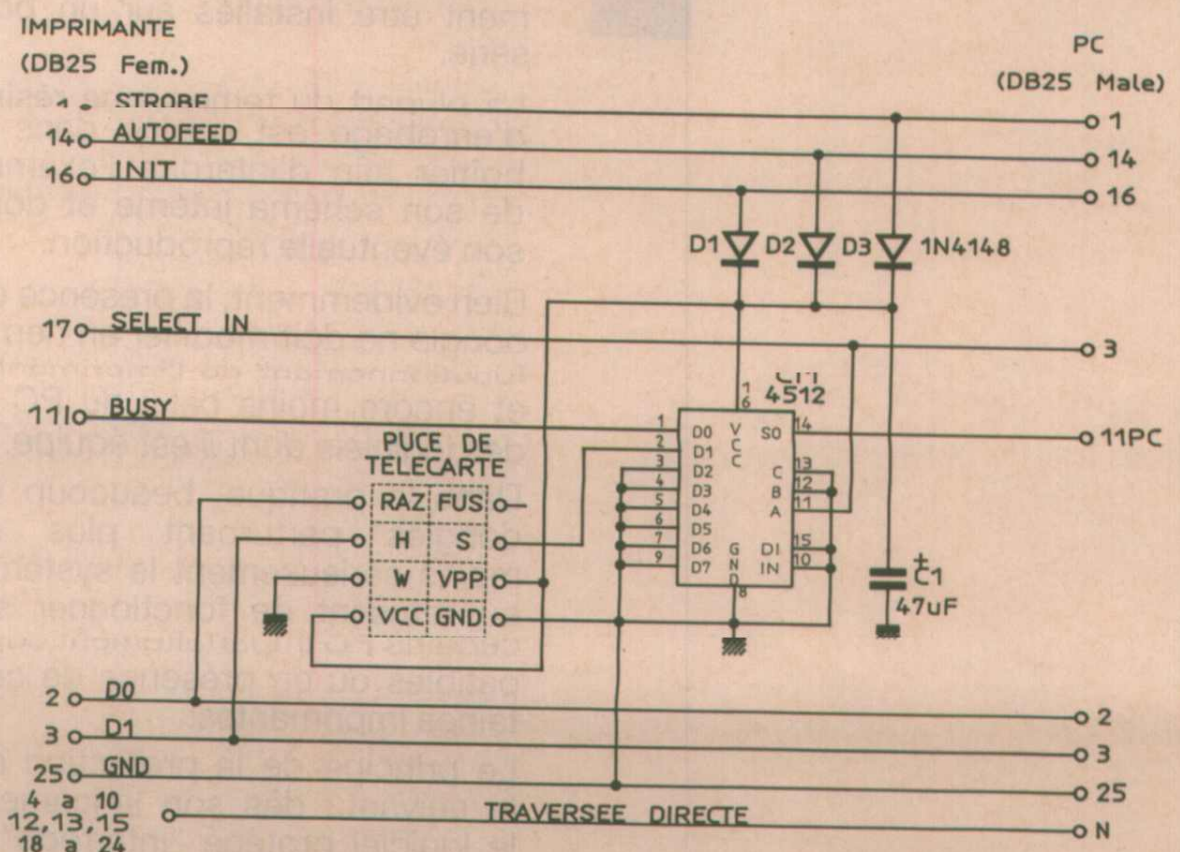 IMPRIMANTE
(DB25 Fem.)
PC
(DB25 Male)
1 STROBE
1
14 AUTOFEED
14
16 INIT
16
D1 D2 D3 1N4148
17 SELECT IN
3
4512
11I BUSY
11PC
PUCE DE
TELECARTE
RAZ FUS
H S
W VPP
VCC GND
1 D0
2 D1
3 D2
4 D3
5 D4
6 D5
7 D6
9 D7
16
VCC
SO 14
C 13
B 12
A 11
DI 15
IN 10
GND
8
+
C1
47uF
2 D0
2
3 D1
3
25 GND
25
4 a 10
12,13,15
18 a 24
TRAVERSEE DIRECTE
N